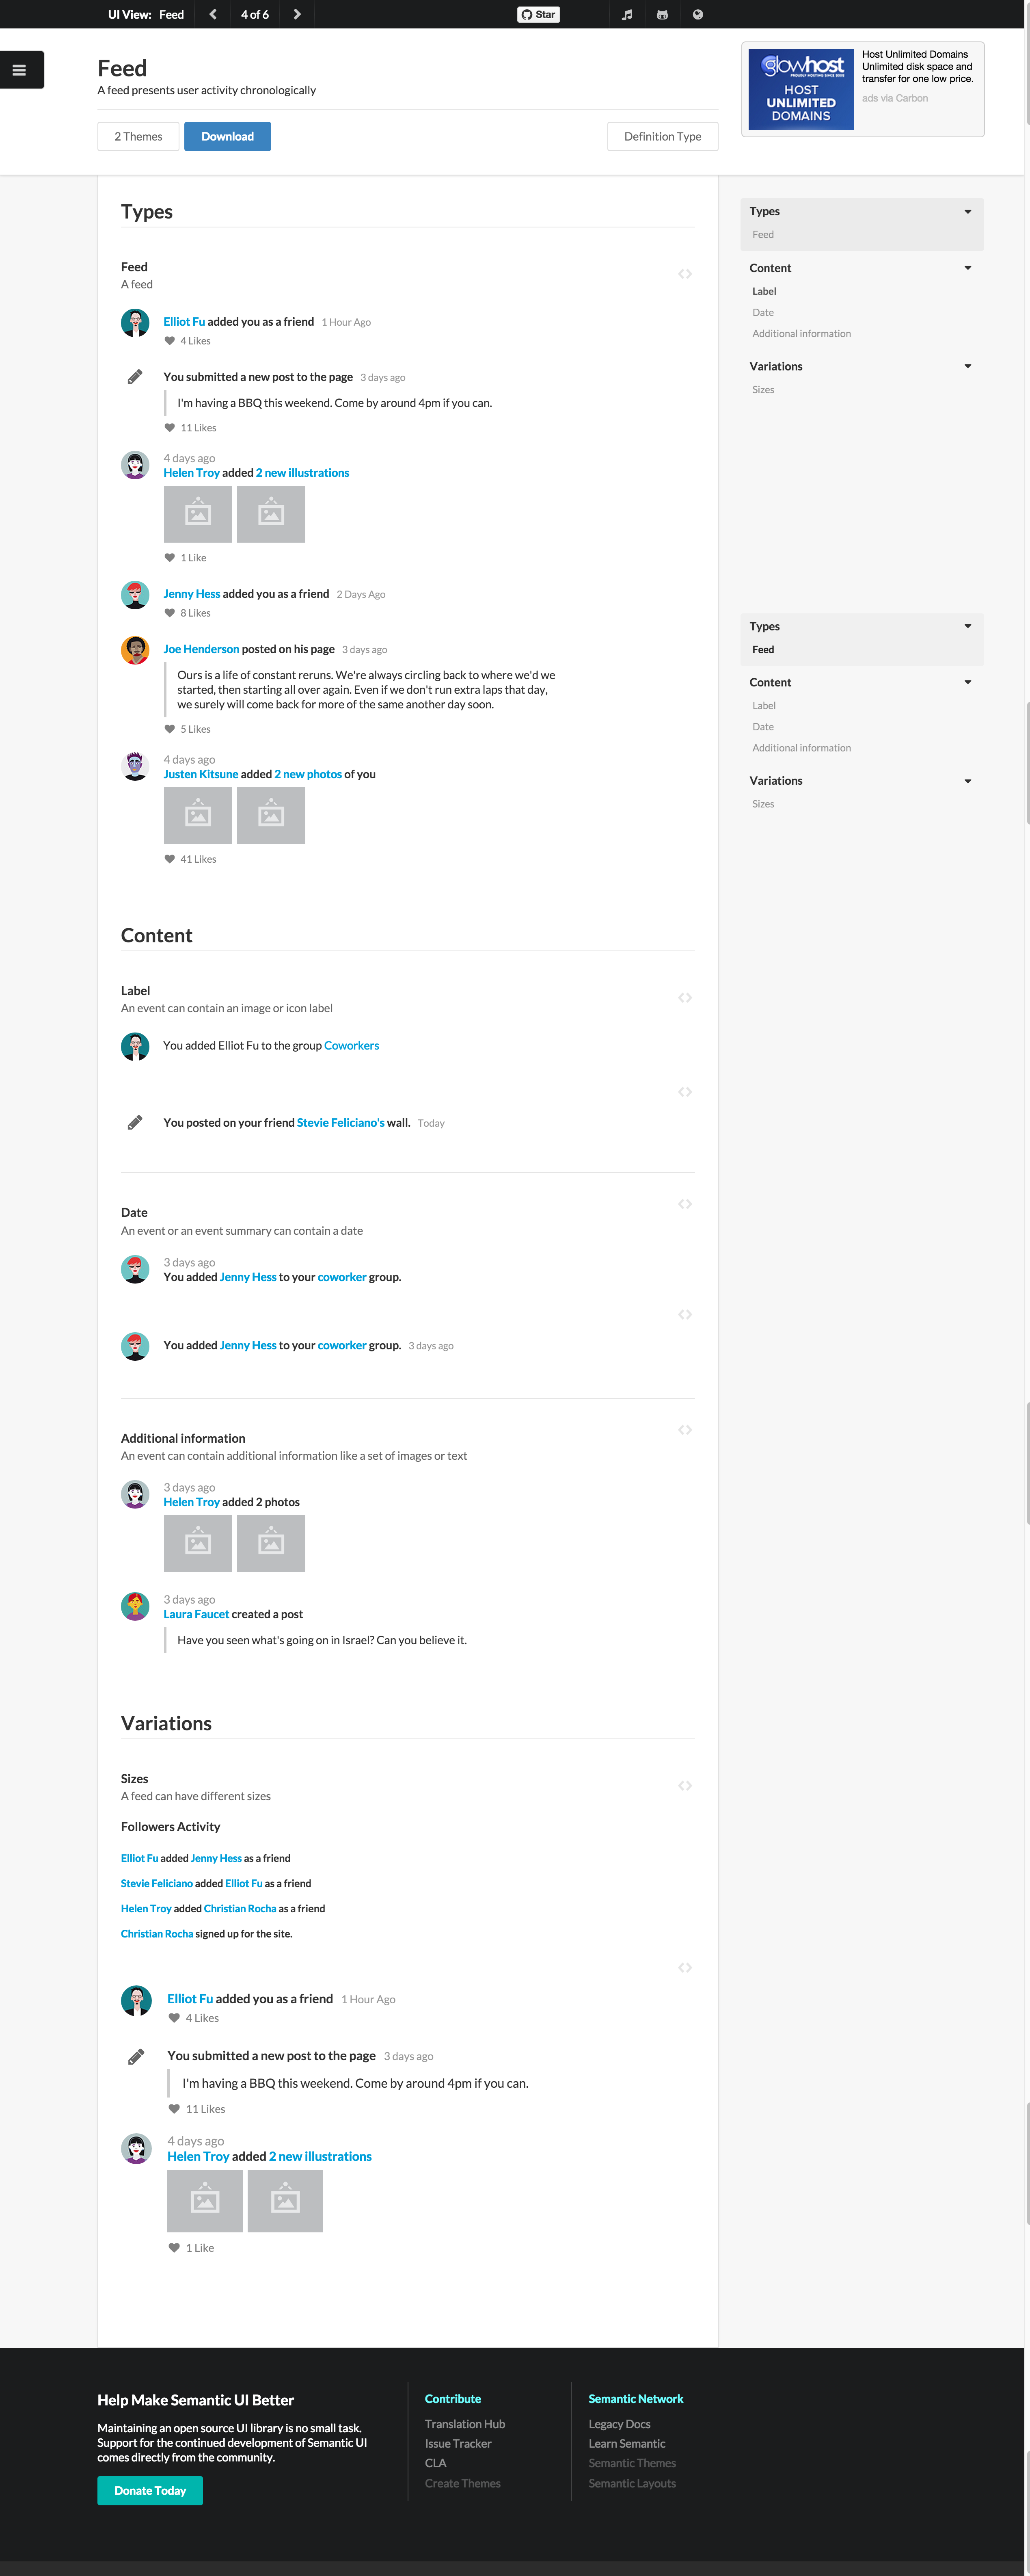 UI View: Feed
4 of 6
Star
Feed
A feed presents user activity chronologically
2 Themes
Download
Definition Type
glowhost
PROUDLY HOSTING SINCE 2002
HOST
UNLIMITED
DOMAINS
Host Unlimited Domains
Unlimited disk space and
transfer for one low price.
ads via Carbon
Types
Feed
A feed
Elliot Fu added you as a friend 1 Hour Ago
4 Likes
You submitted a new post to the page 3 days ago
I'm having a BBQ this weekend. Come by around 4pm if you can.
11 Likes
4 days ago
Helen Troy added 2 new illustrations
1 Like
Jenny Hess added you as a friend 2 Days Ago
8 Likes
Joe Henderson posted on his page 3 days ago
Ours is a life of constant reruns. We're always circling back to where we'd we
started, then starting all over again. Even if we don't run extra laps that day,
we surely will come back for more of the same another day soon.
5 Likes
4 days ago
Justen Kitsune added 2 new photos of you
41 Likes
Content
Label
An event can contain an image or icon label
You added Elliot Fu to the group Coworkers
You posted on your friend Stevie Feliciano's wall. Today
Date
An event or an event summary can contain a date
3 days ago
You added Jenny Hess to your coworker group.
You added Jenny Hess to your coworker group. 3 days ago
Additional information
An event can contain additional information like a set of images or text
3 days ago
Helen Troy added 2 photos
3 days ago
Laura Faucet created a post
Have you seen what's going on in Israel? Can you believe it.
Variations
Sizes
A feed can have different sizes
Followers Activity
Elliot Fu added Jenny Hess as a friend
Stevie Feliciano added Elliot Fu as a friend
Helen Troy added Christian Rocha as a friend
Christian Rocha signed up for the site.
Elliot Fu added you as a friend 1 Hour Ago
4 Likes
You submitted a new post to the page 3 days ago
I'm having a BBQ this weekend. Come by around 4pm if you can.
11 Likes
4 days ago
Helen Troy added 2 new illustrations
1 Like
Types
Feed
Content
Label
Date
Additional information
Variations
Sizes
Types
Feed
Content
Label
Date
Additional information
Variations
Sizes
Help Make Semantic UI Better
Maintaining an open source UI library is no small task.
Support for the continued development of Semantic UI
comes directly from the community.
Donate Today
Contribute
Translation Hub
Issue Tracker
CLA
Create Themes
Semantic Network
Legacy Docs
Learn Semantic
Semantic Themes
Semantic Layouts